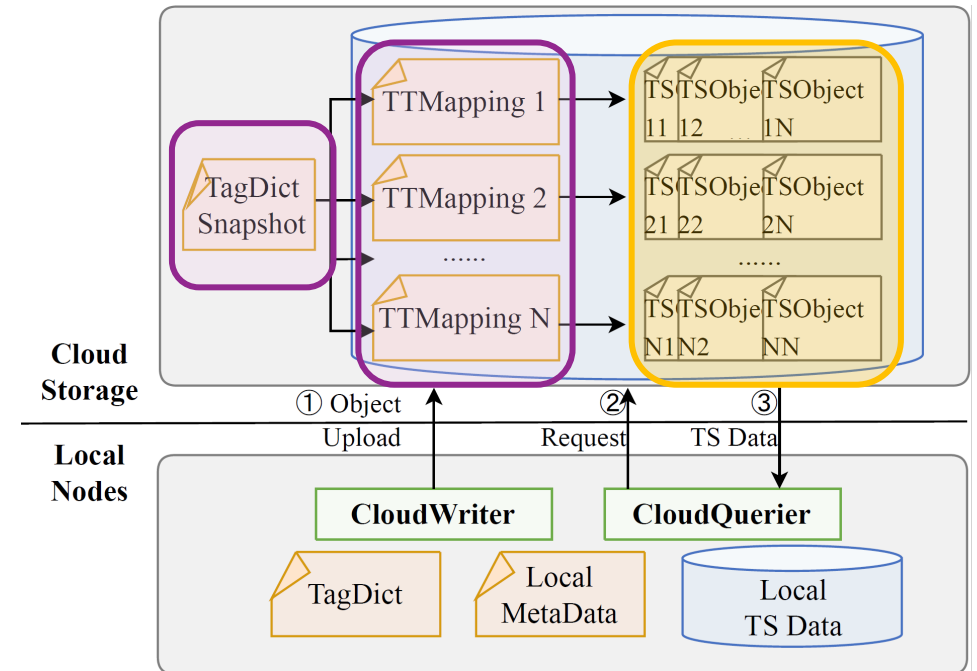 TTMapping 1
TS TSObje TSObject
11 12 ... 1N
TagDict
Snapshot
TTMapping 2
TS TSObje TSObject
21 22 2N
......
......
TTMapping N
TS TSObje TSObject
N1 N2 NN
Cloud
Storage
① Object
Upload
②
Request
③
TS Data
Local
Nodes
CloudWriter
CloudQuerier
TagDict
Local
MetaData
Local
TS Data